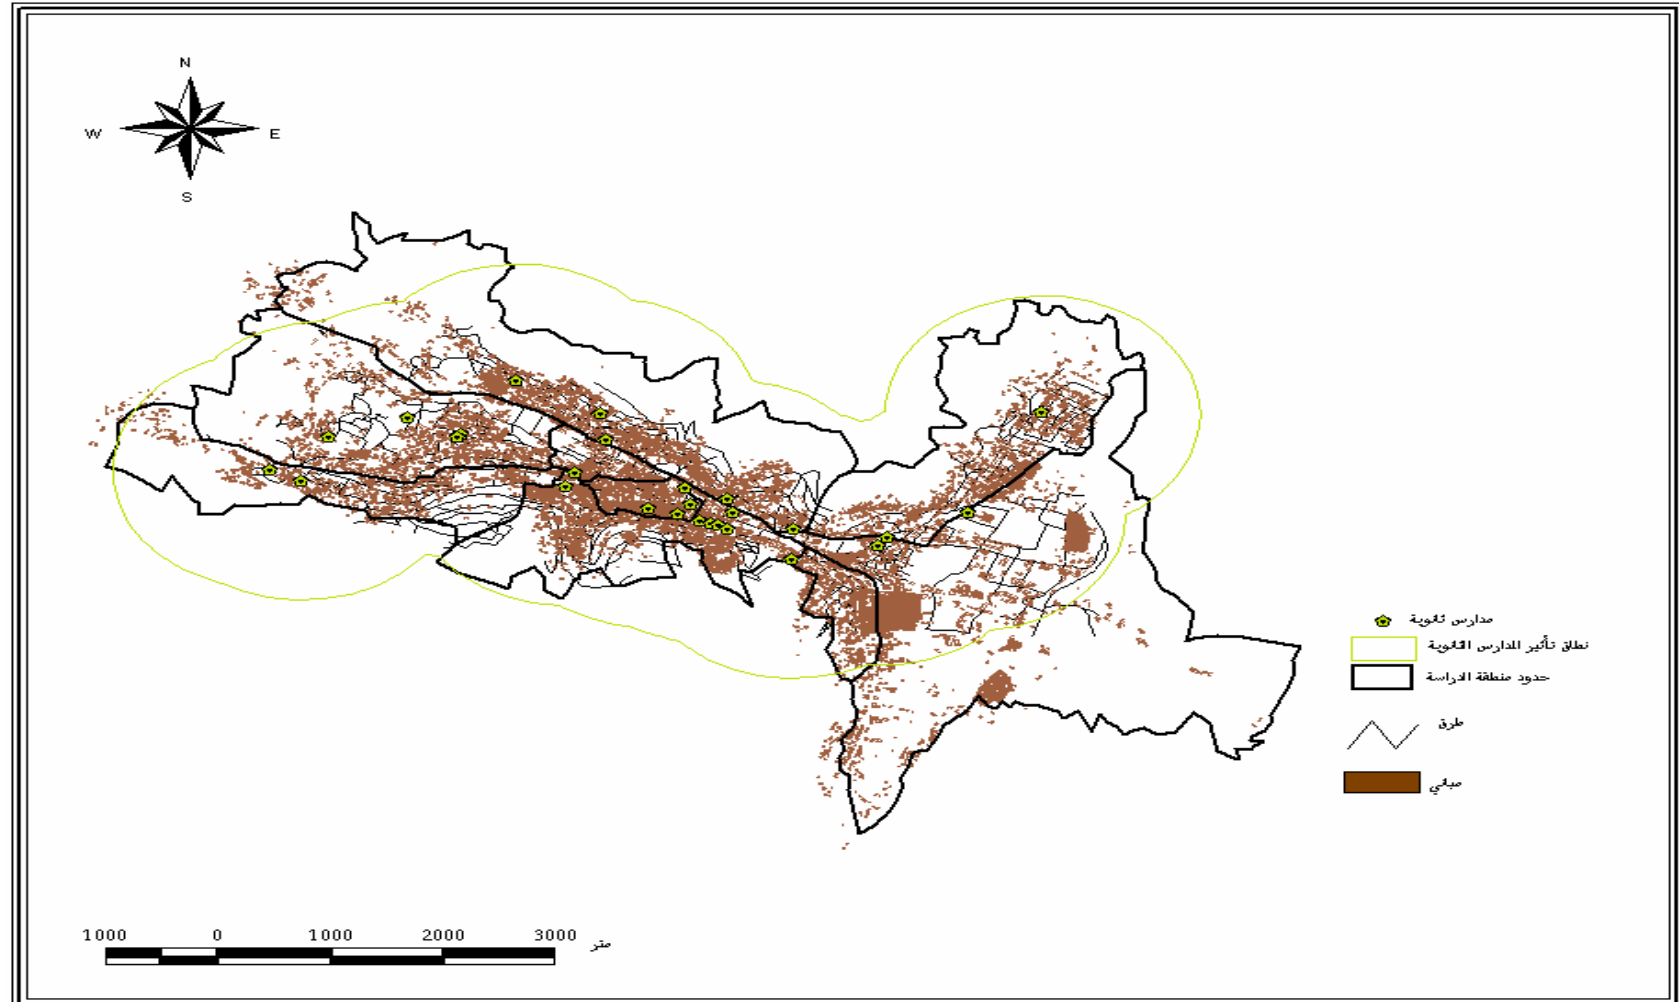 N
W E
S
مدارس ثانوية
نطاق تأثير المدارس الثانوية
حدود منطقة الدراسة
طرق
مباني
1000 0 1000 2000 3000 متر